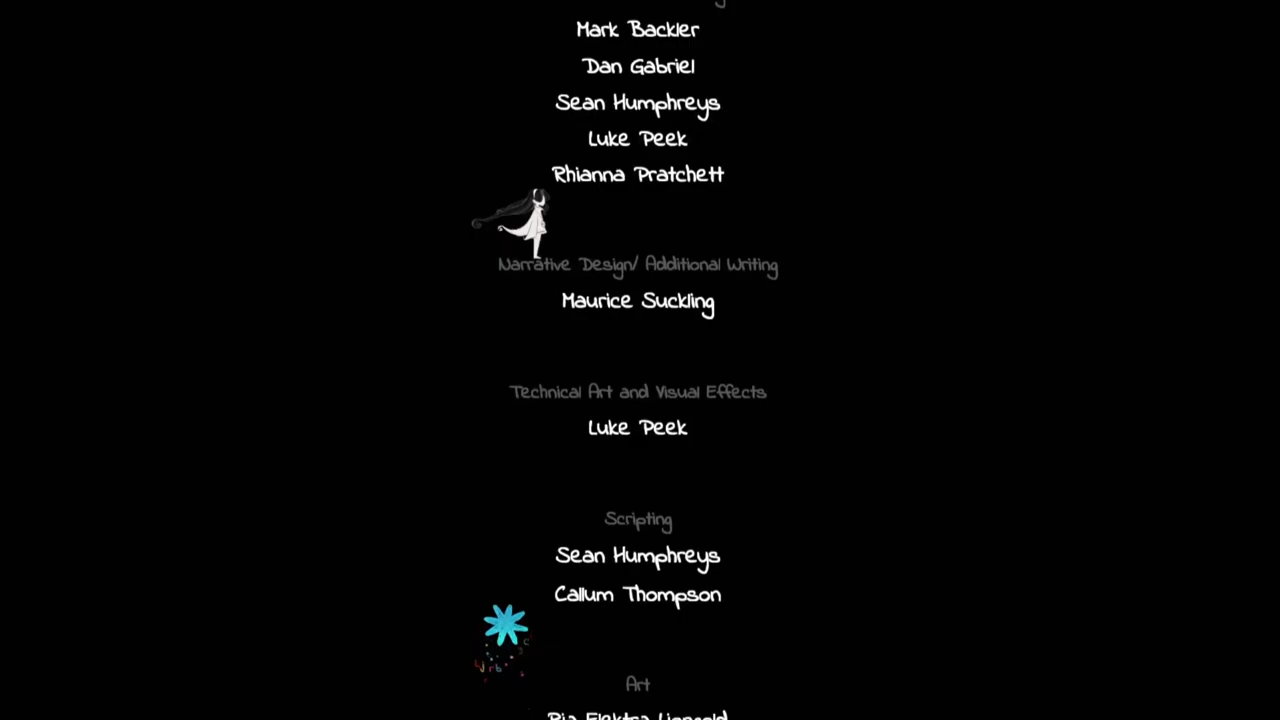 Mark Backler
Dan Gabriel
Sean Humphreys
Luke Peek
Rhianna Pratchett
Narrative Design/ Additional Writing
Maurice Suckling
Technical Art and Visual Effects
Luke Peek
Scripting
Sean Humphreys
Callum Thompson
Art